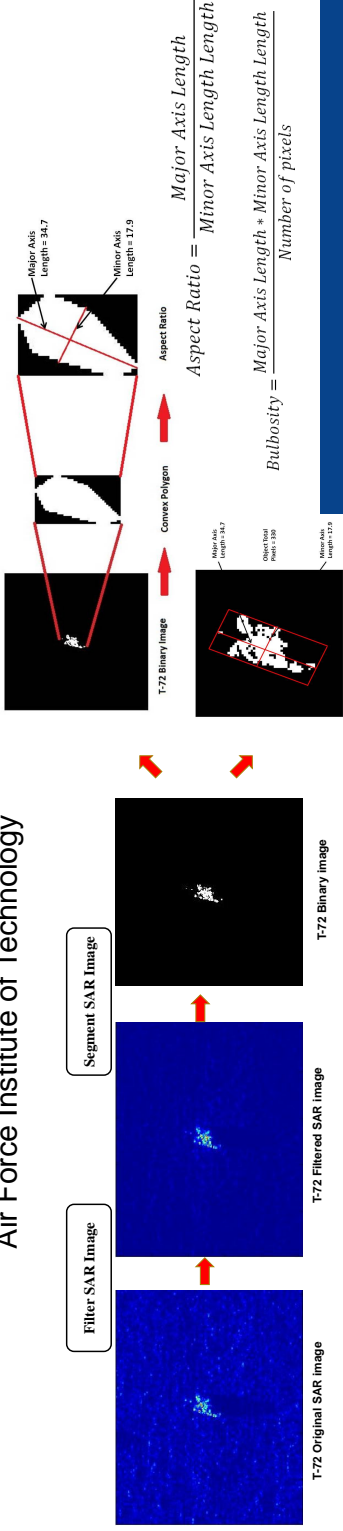 Air Force Institute of Technology
Filter SAR Image
Segment SAR Image
T-72 Original SAR image
T-72 Filtered SAR image
T-72 Binary image
T-72 Binary Image
Convex Polygon
Aspect Ratio
Major Axis
Length = 34.7
Minor Axis
Length = 17.9
Aspect Ratio = Major Axis Length / Minor Axis Length Length
Major Axis
Length = 34.7
Object Total
Pixels = 330
Minor Axis
Length = 17.9
Bulbosity = Major Axis Length * Minor Axis Length Length / Number of pixels